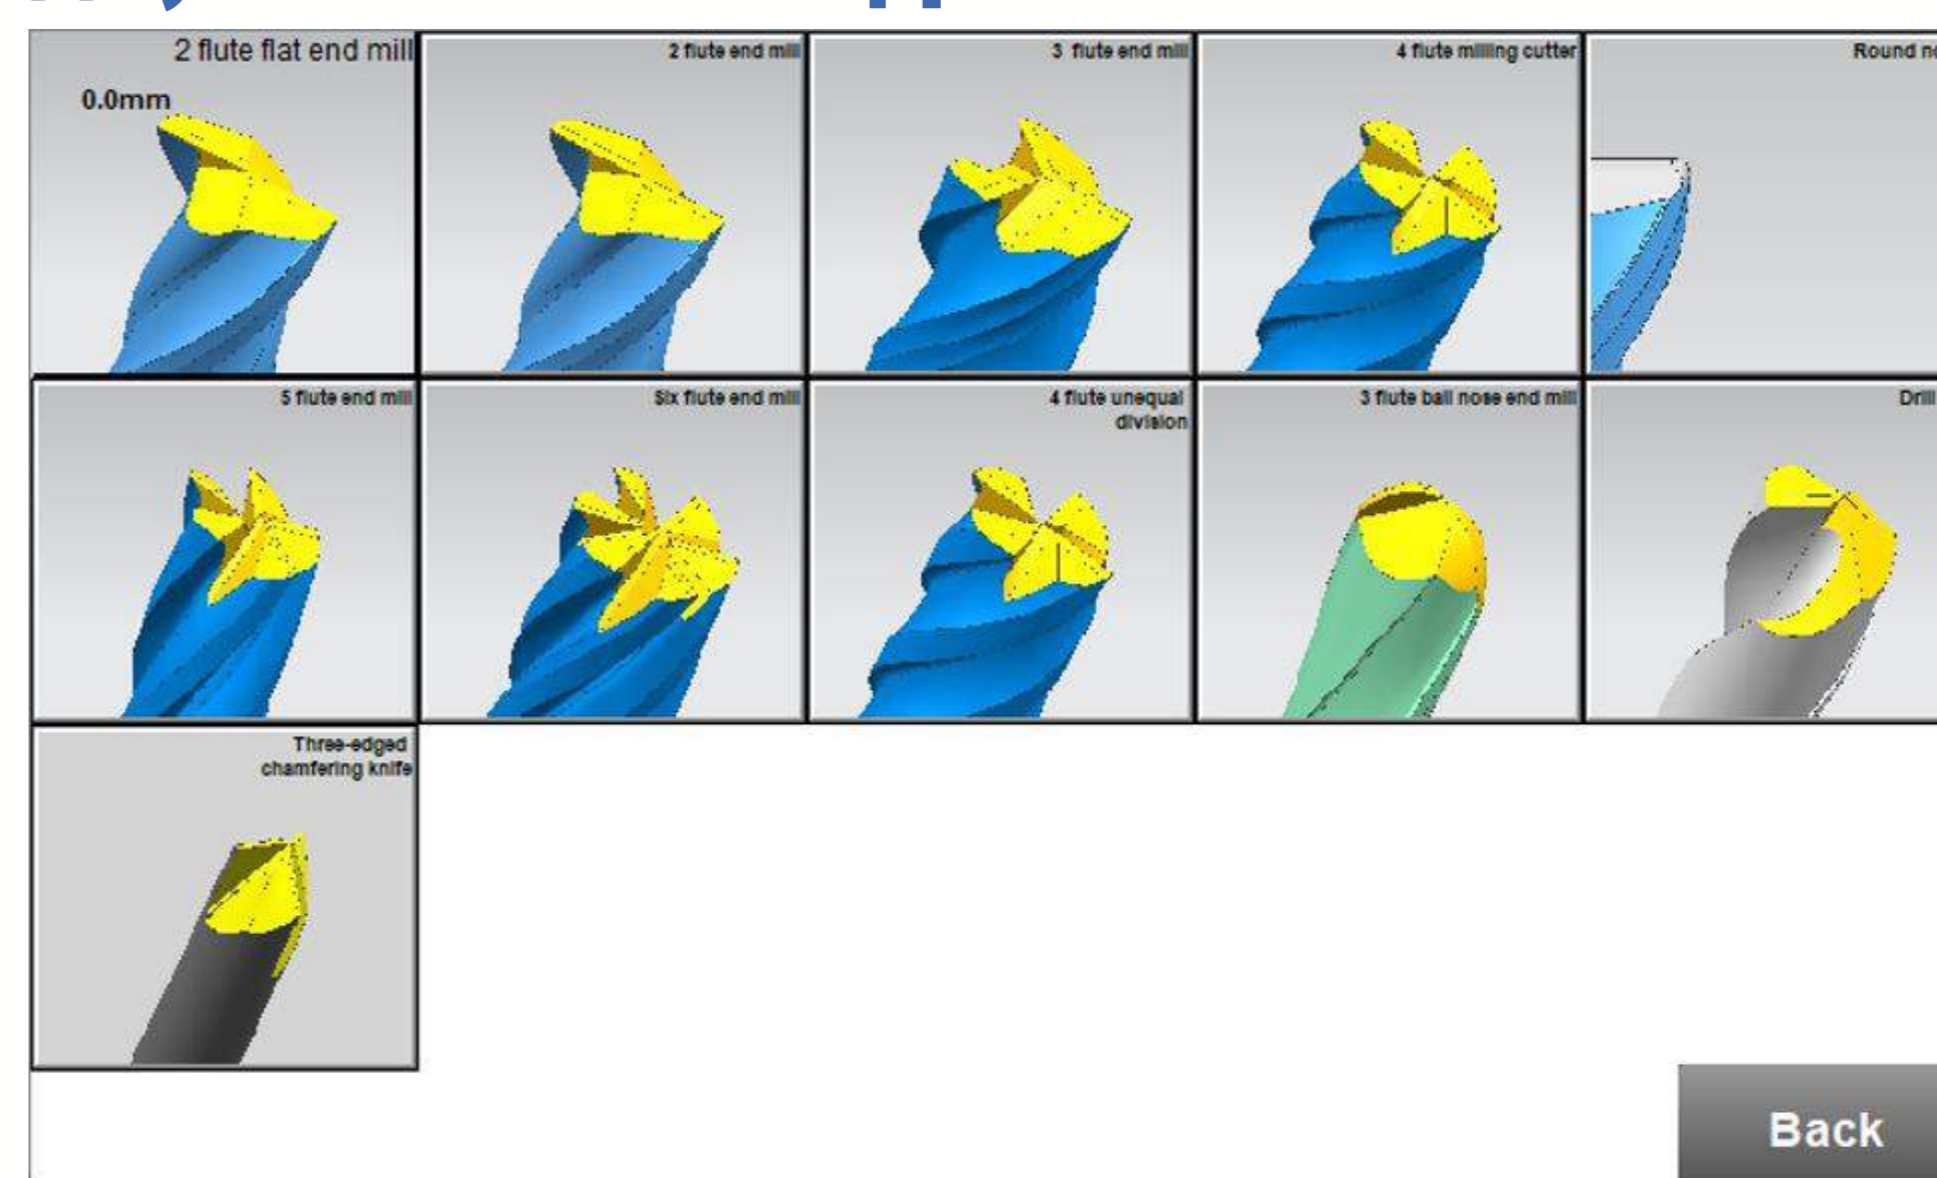 2 flute flat end mill
0.0mm
2 flute end mill
3 flute end mill
4 flute milling cutter
Round
5 flute end mill
Six flute end mill
4 flute unequal
division
3 flute ball nose end mill
Drill
Three-edged
chamfering knife
Back